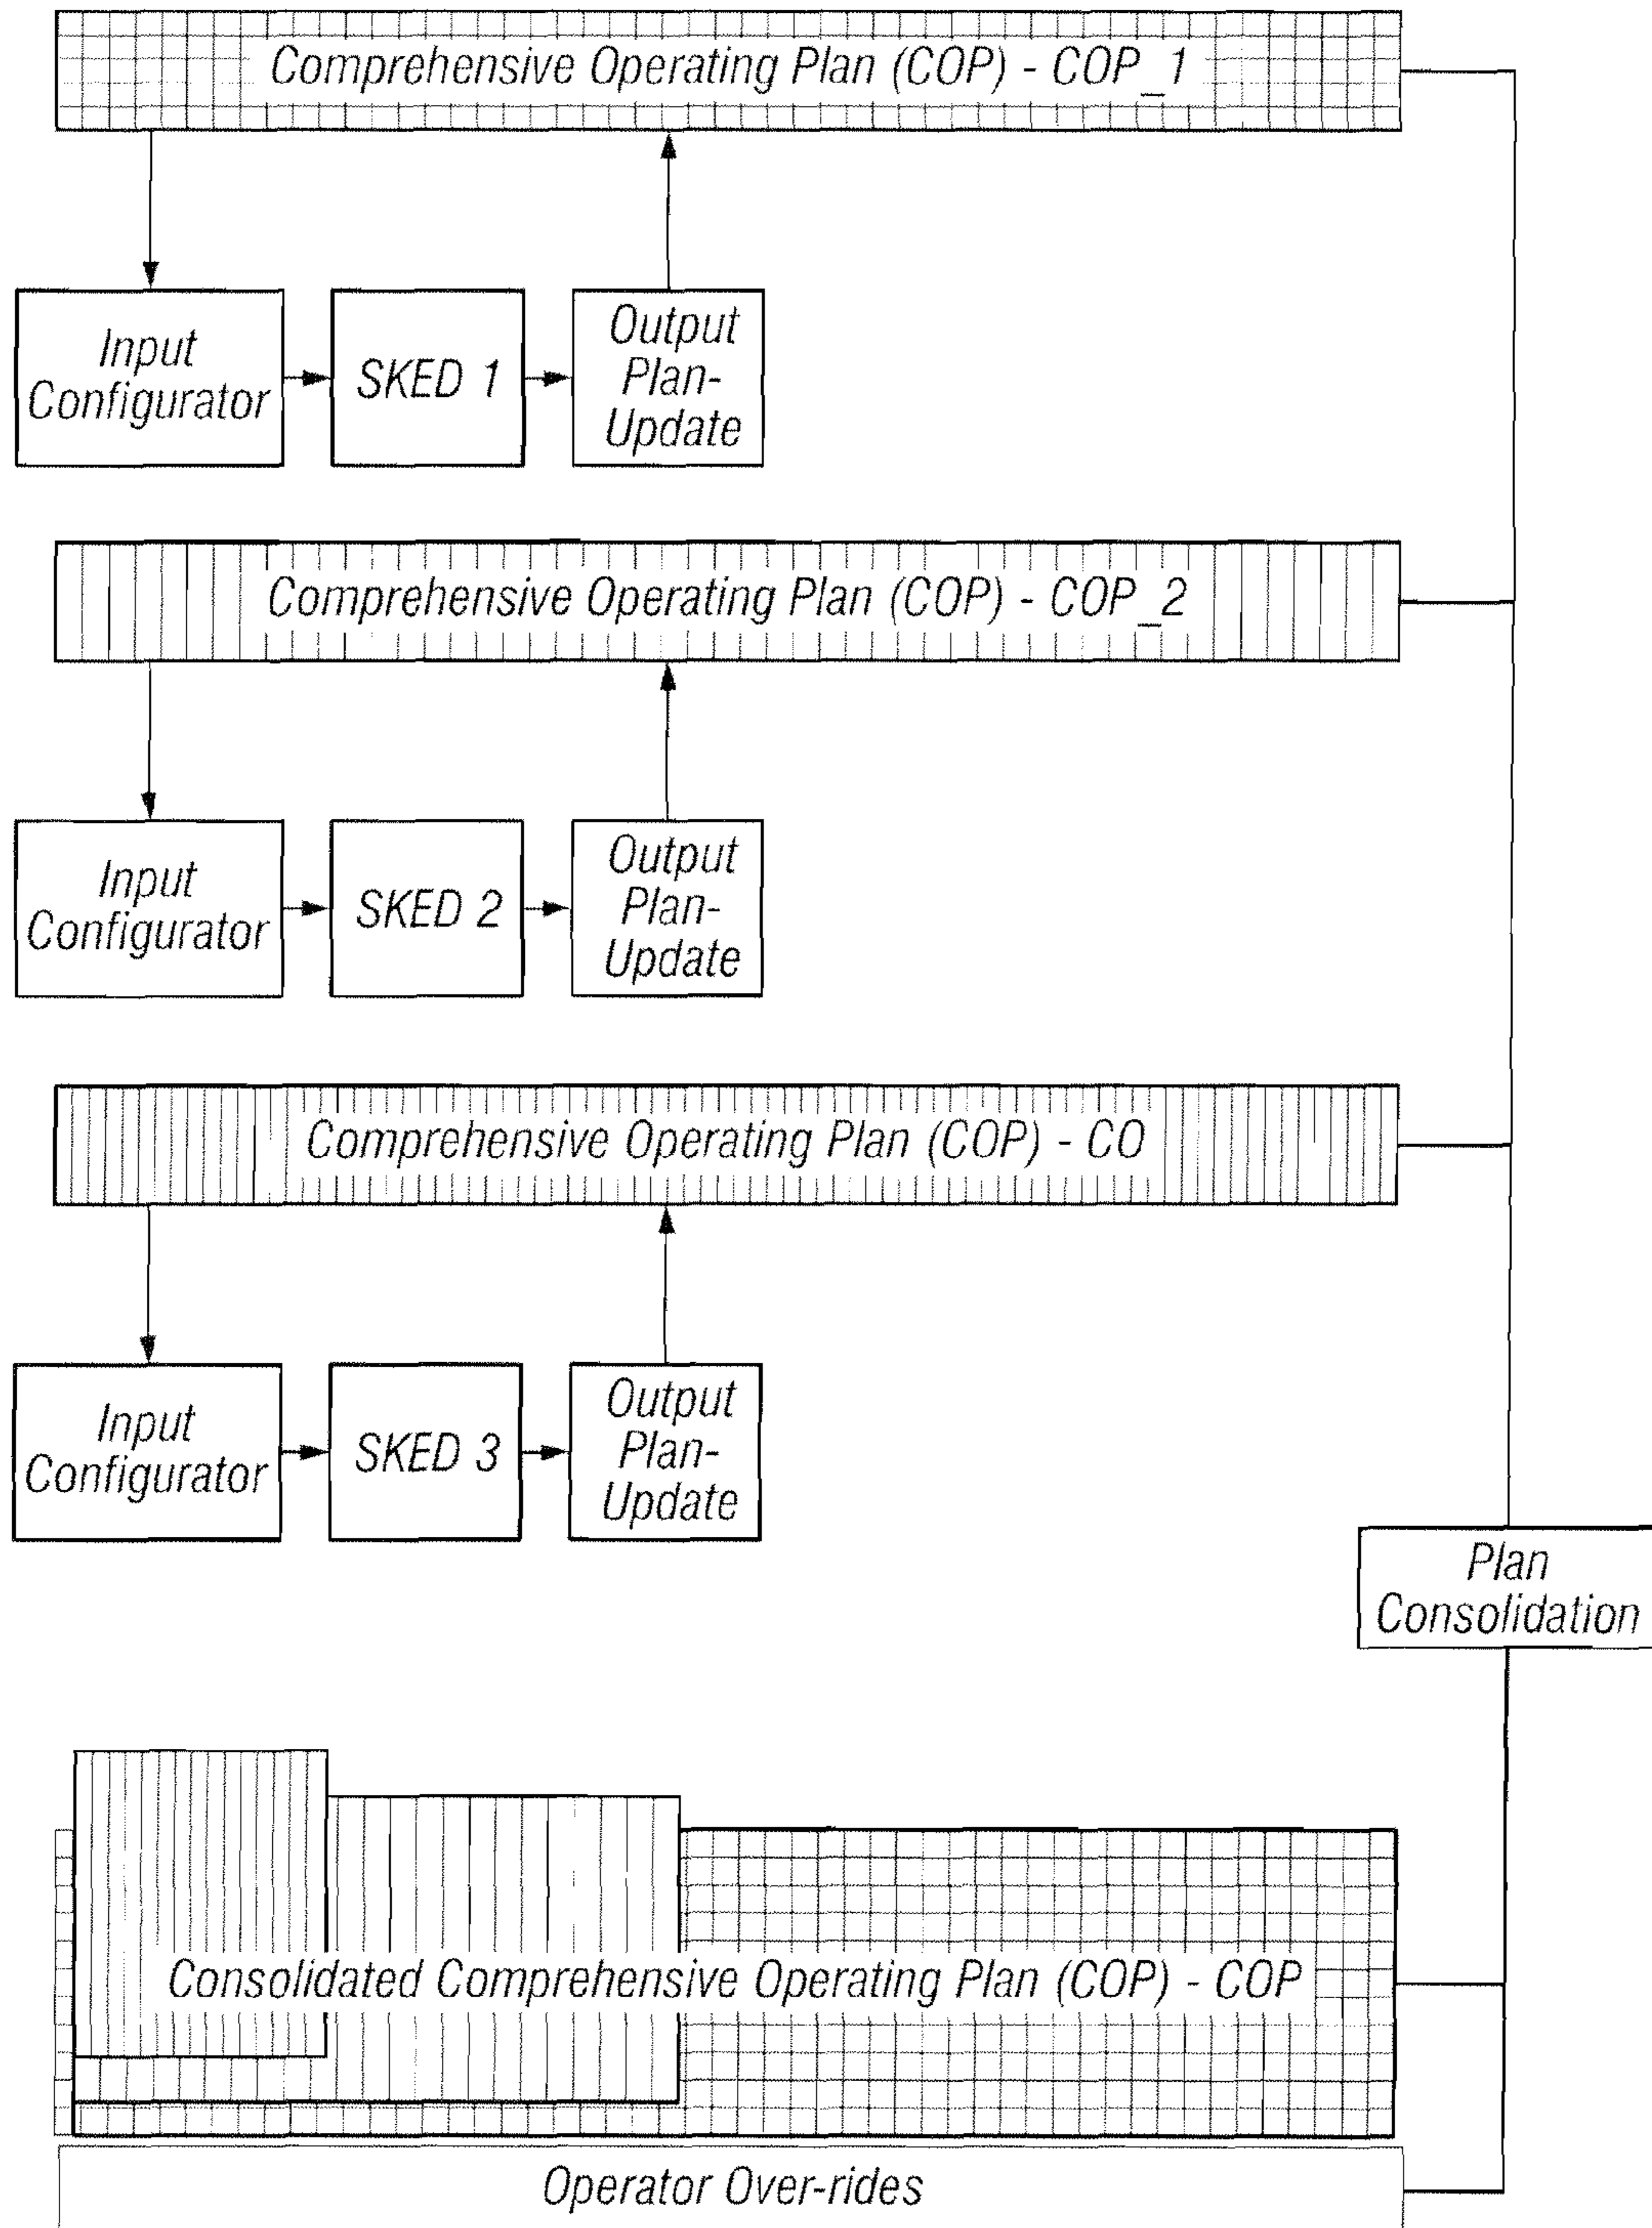 Comprehensive Operating Plan (COP) - COP_1
Input
Configurator
SKED 1
Output
Plan-
Update
Comprehensive Operating Plan (COP) - COP_2
Input
Configurator
SKED 2
Output
Plan-
Update
Comprehensive Operating Plan (COP) - CO
Input
Configurator
SKED 3
Output
Plan-
Update
Plan
Consolidation
Consolidated Comprehensive Operating Plan (COP) - COP
Operator Over-rides